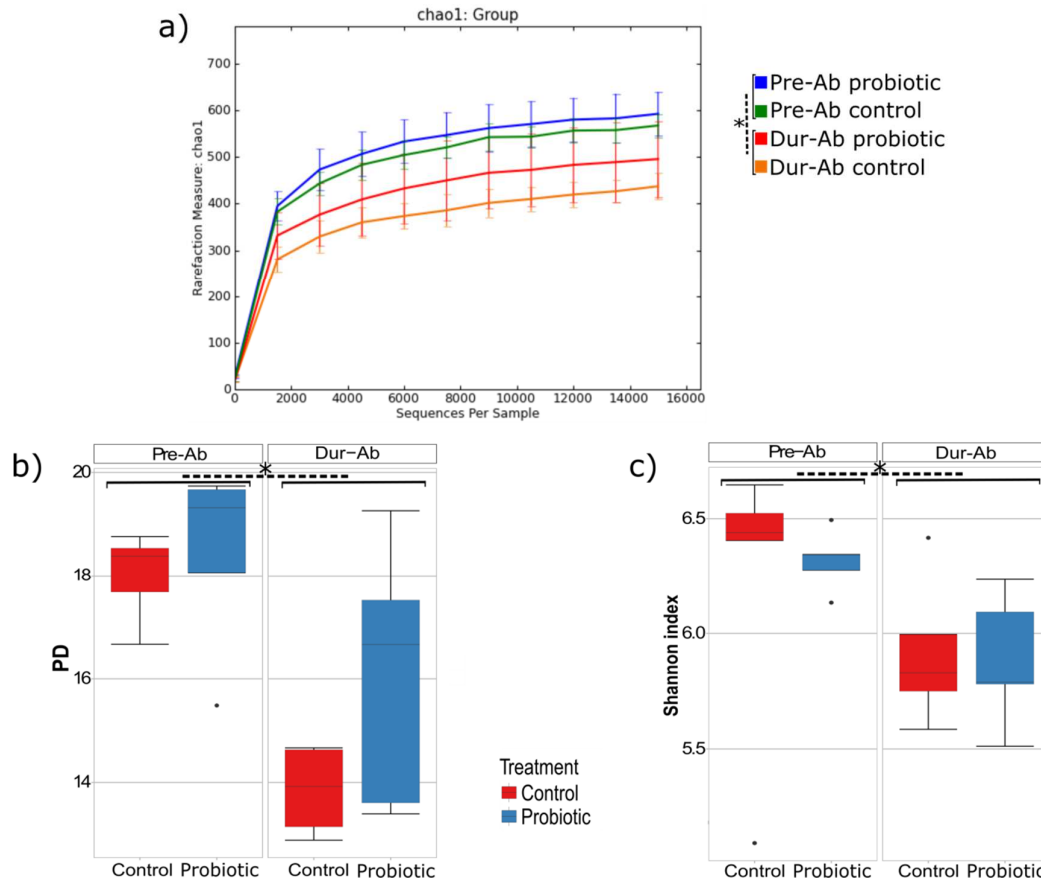 chao1: Group
a)
700
600
500
400
300
200
100
0
Rarefaction Measure: chao1
0 2000 4000 6000 8000 10000 12000 14000 16000
Sequences Per Sample
Pre-Ab probiotic
Pre-Ab control
*
Dur-Ab probiotic
Dur-Ab control
b)
Pre-Ab Dur-Ab
*
20
18
16
14
PD
Control Probiotic Control Probiotic
Treatment
Control
Probiotic
c)
Pre-Ab Dur-Ab
*
6.5
6.0
5.5
Shannon index
Control Probiotic Control Probiotic